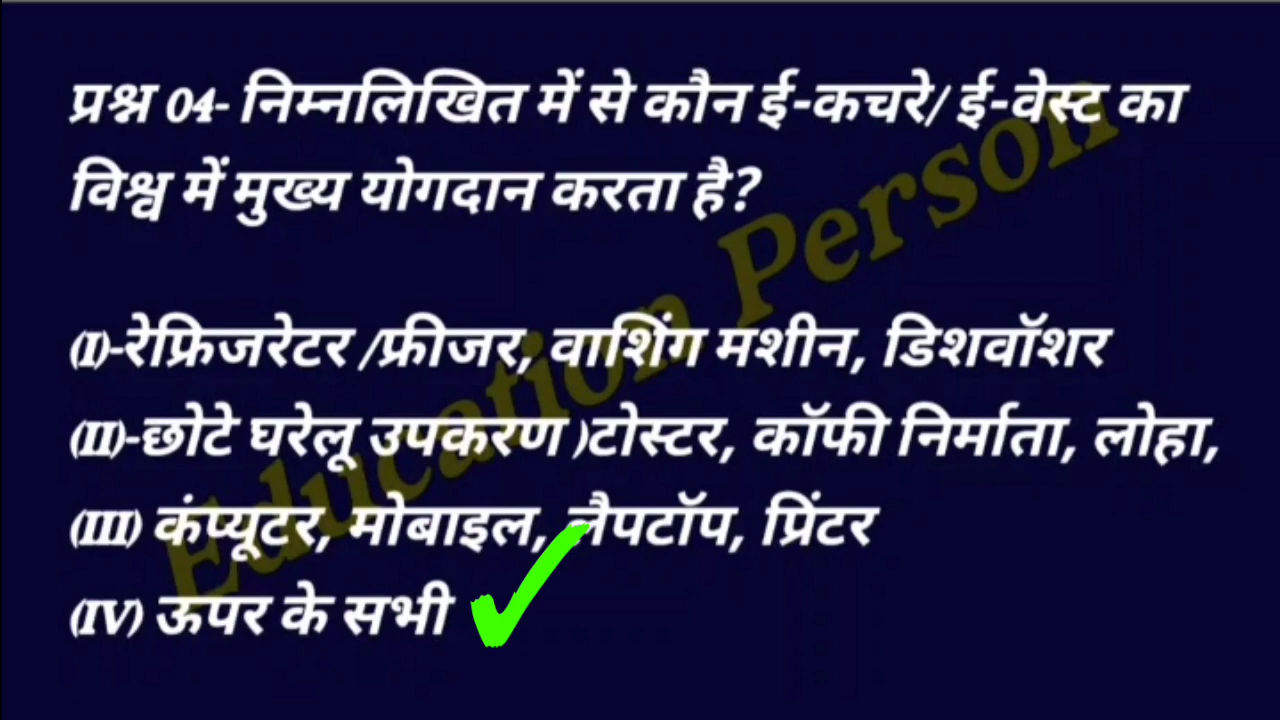 प्रश्न 04- निम्नलिखित में से कौन ई-कचरे/ ई-वेस्ट का
विश्व में मुख्य योगदान करता है?
(I)-रेफ्रिजरेटर /फ्रीजर, वाशिंग मशीन, डिशवॉशर
(II)-छोटे घरेलू उपकरण )टोस्टर, कॉफी निर्माता, लोहा,
(III) कंप्यूटर, मोबाइल, लैपटॉप, प्रिंटर
(IV) ऊपर के सभी
Education Person